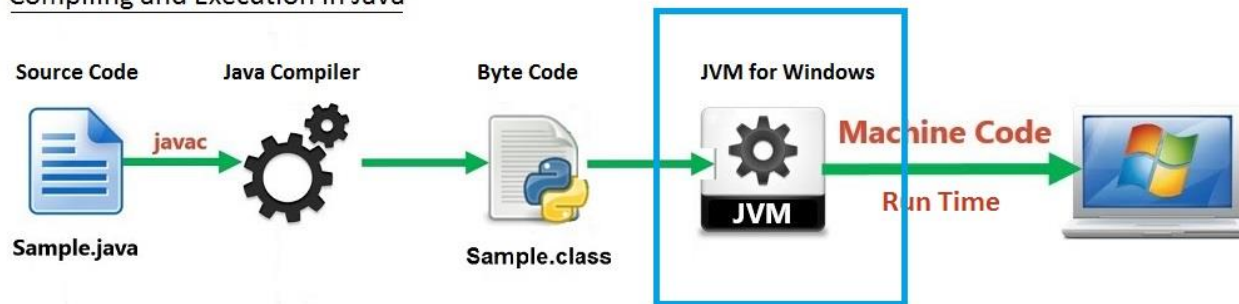 Compiling and Execution in Java
Source Code
Java Compiler
Byte Code
JVM for Windows
javac
Machine Code
Run Time
JVM
Sample.java
Sample.class